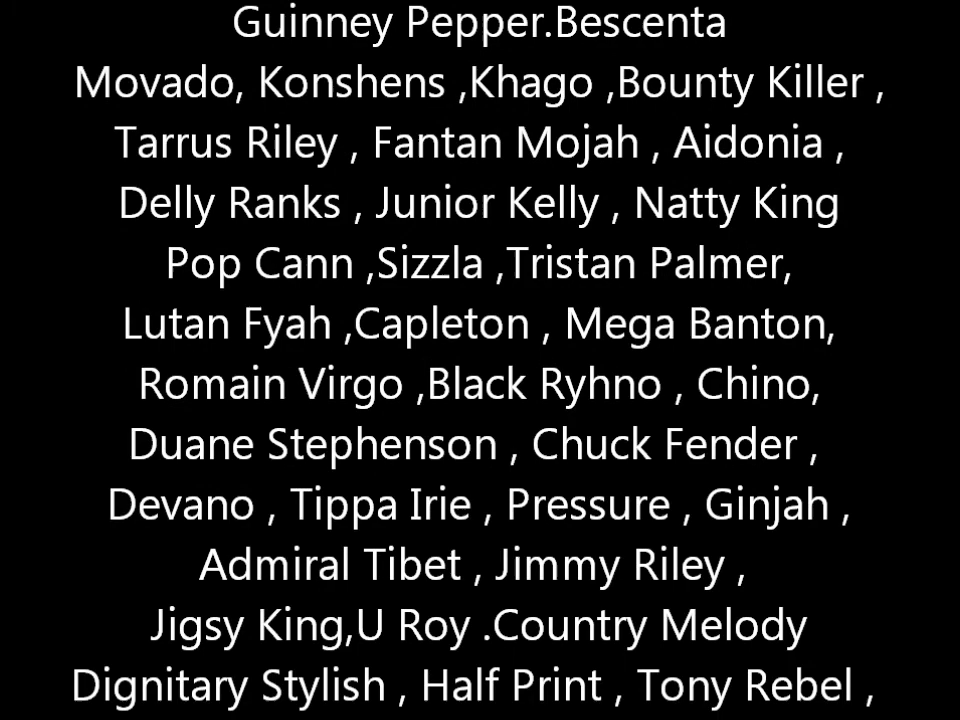 Guinney Pepper.Bescenta
Movado, Konshens ,Khago ,Bounty Killer ,
Tarrus Riley , Fantan Mojah , Aidonia ,
Delly Ranks , Junior Kelly , Natty King
Pop Cann ,Sizzla ,Tristan Palmer,
Lutan Fyah ,Capleton , Mega Banton,
Romain Virgo ,Black Ryhno , Chino,
Duane Stephenson , Chuck Fender ,
Devano , Tippa Irie , Pressure , Ginjah ,
Admiral Tibet , Jimmy Riley ,
Jigsy King,U Roy .Country Melody
Dignitary Stylish , Half Print , Tony Rebel ,